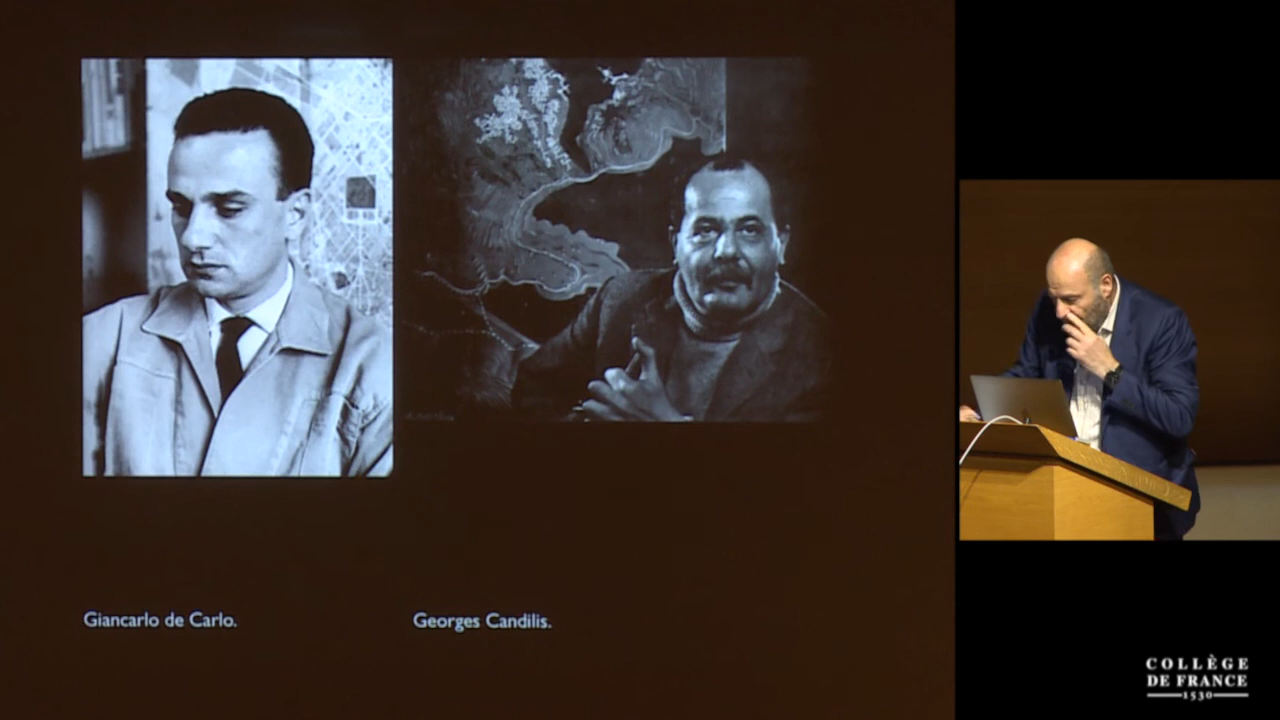 Giancarlo de Carlo.
Georges Candilis.
COLLÈGE
DE FRANCE
1530